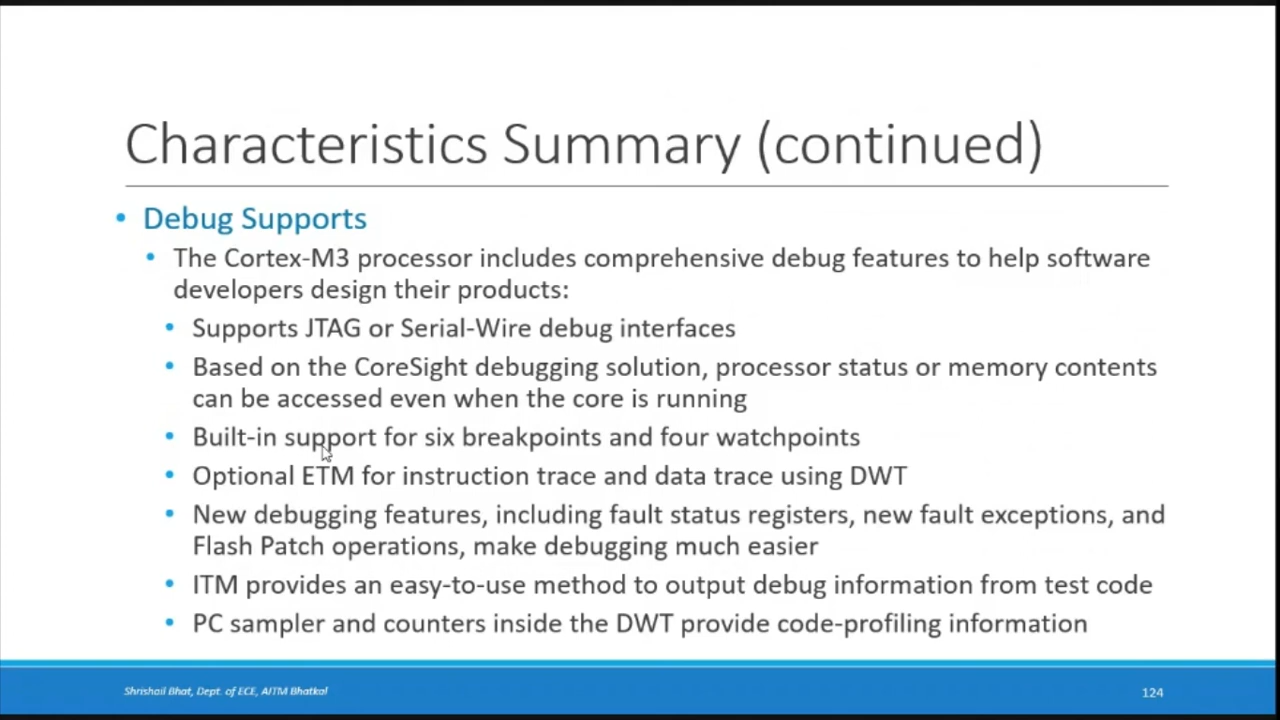 Characteristics Summary (continued)
• Debug Supports
• The Cortex-M3 processor includes comprehensive debug features to help software
developers design their products:
• Supports JTAG or Serial-Wire debug interfaces
• Based on the CoreSight debugging solution, processor status or memory contents
can be accessed even when the core is running
• Built-in support for six breakpoints and four watchpoints
• Optional ETM for instruction trace and data trace using DWT
• New debugging features, including fault status registers, new fault exceptions, and
Flash Patch operations, make debugging much easier
• ITM provides an easy-to-use method to output debug information from test code
• PC sampler and counters inside the DWT provide code-profiling information
Shrishail Bhat, Dept. of ECE, AITM Bhatkal
124